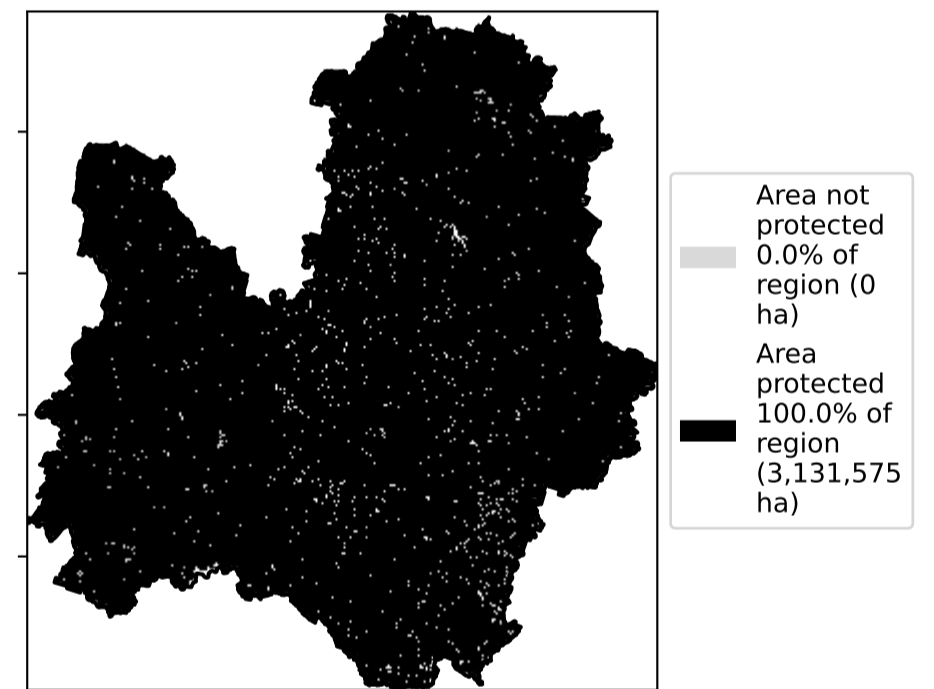 Area not
protected
0.0% of
region (0
ha)
Area
protected
100.0% of
region
(3,131,575
ha)